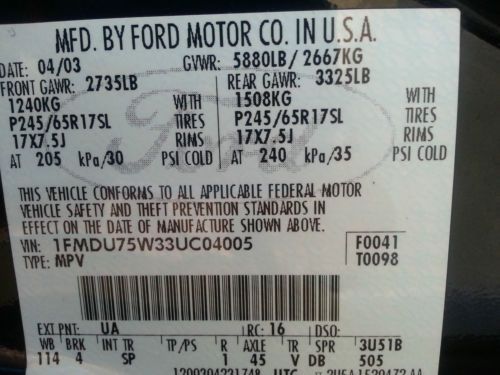 MFD. BY FORD MOTOR CO. IN U.S.A.
DATE: 04/03 GVWR: 5880LB/2667KG
FRONT GAWR: 2735LB REAR GAWR: 3325LB
1240KG WITH 1508KG WITH
P245/65R17SL TIRES P245/65R17SL TIRES
17X7.5J RIMS 17X7.5J RIMS
AT 205 kPa/30 PSI COLD AT 240 kPa/35 PSI COLD
THIS VEHICLE CONFORMS TO ALL APPLICABLE FEDERAL MOTOR
VEHICLE SAFETY AND THEFT PREVENTION STANDARDS IN
EFFECT ON THE DATE OF MANUFACTURE SHOWN ABOVE.
VIN: 1FMDU75W33UC04005 F0041
TYPE: MPV T0098
EXT PNT: UA RC: 16 DSO:
WB BRK INT TR TP/PS R AXLE TR SPR 3U51B
114 4 SP 1 45 V DB 505
UTC
Ford